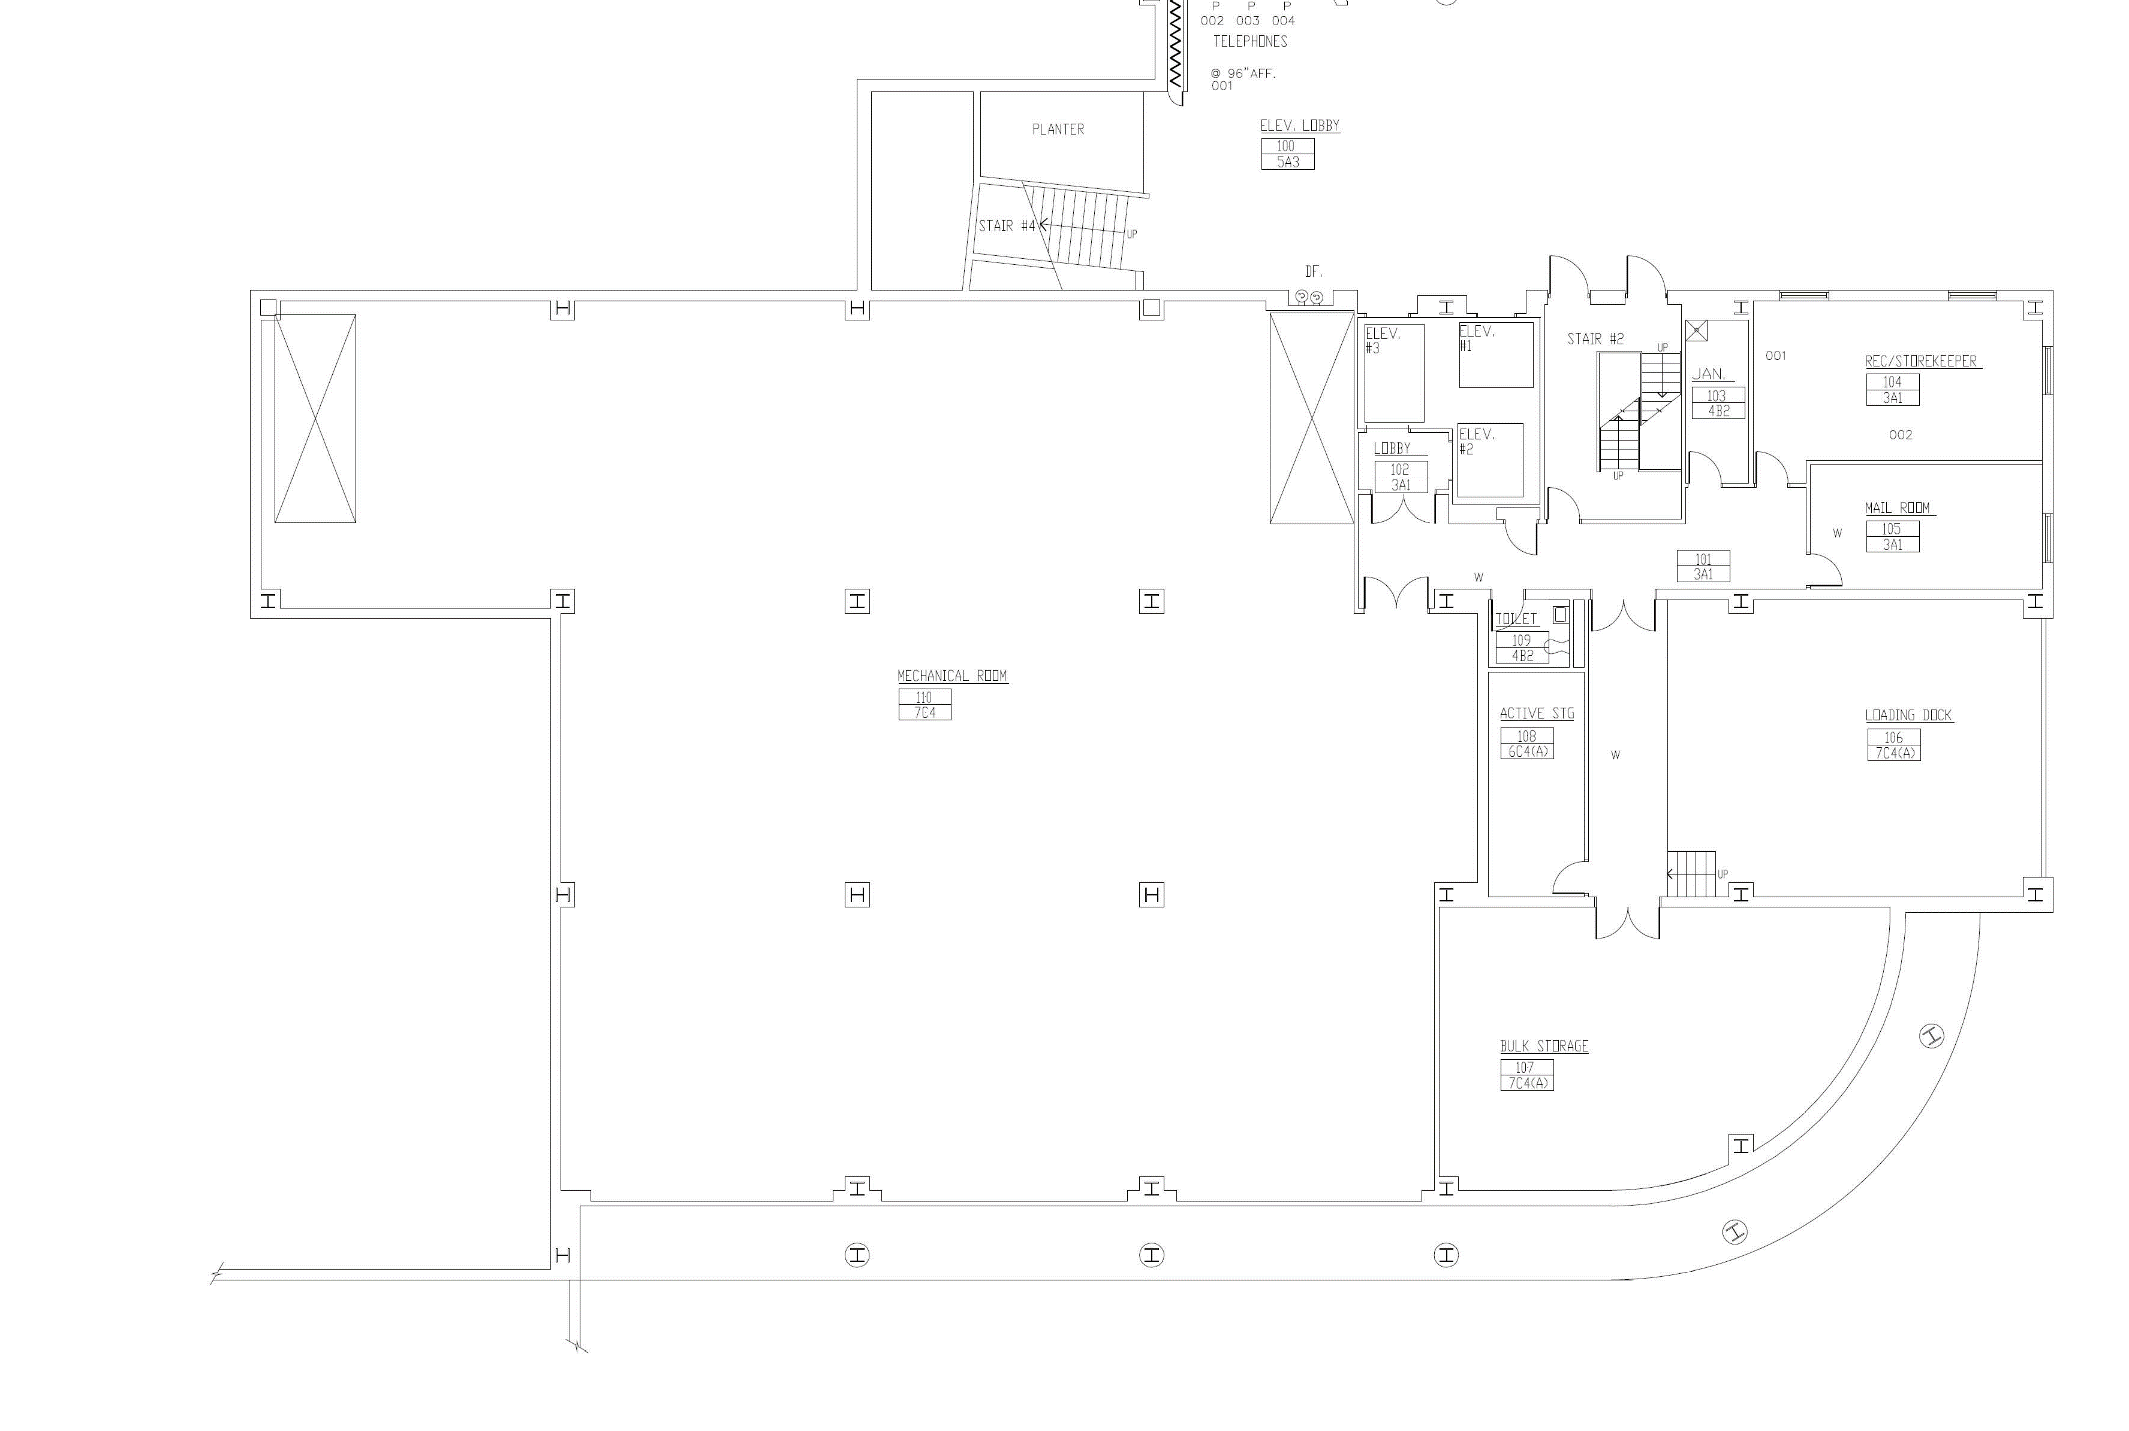 P P P
002 003 004
TELEPHONES
@ 96"AFF.
001
ELEV. LOBBY
100
5A3
PLANTER
STAIR #4
UP
DF.
ELEV.
#3
ELEV.
#1
STAIR #2
UP
UP
JAN.
103
4B2
001
REC/STOREKEEPER
104
3A1
002
ELEV.
#2
LOBBY
102
3A1
MAIL ROOM
105
3A1
W
101
3A1
W
TOILET
109
4B2
MECHANICAL ROOM
110
7C4
ACTIVE STG
108
6C4(A)
W
LOADING DOCK
106
7C4(A)
UP
BULK STORAGE
107
7C4(A)